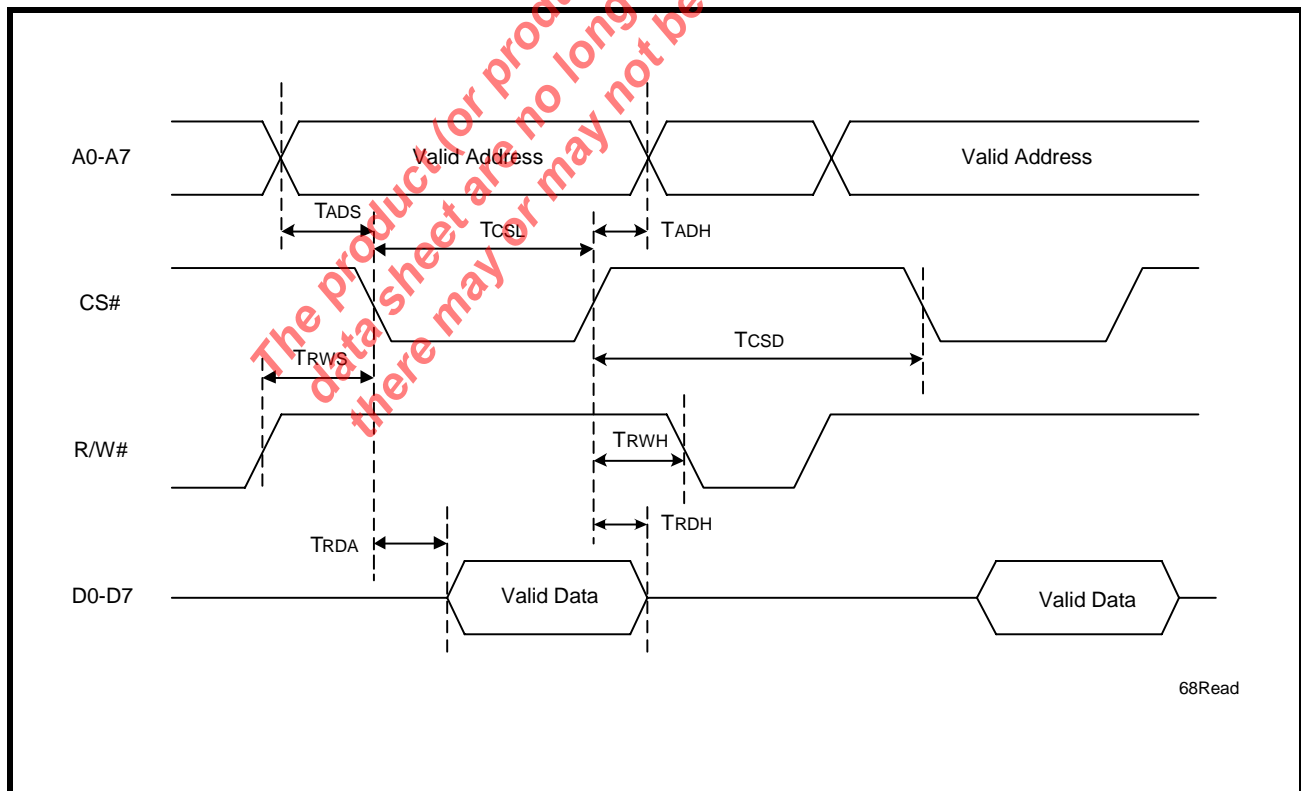 The product (or produ
data sheet are no long
there may or may not be
A0-A7
Valid Address
Valid Address
TADS
TCSL
TADH
CS#
TCSD
TRWS
R/W#
TRWH
TRDH
TRDA
D0-D7
Valid Data
Valid Data
68Read